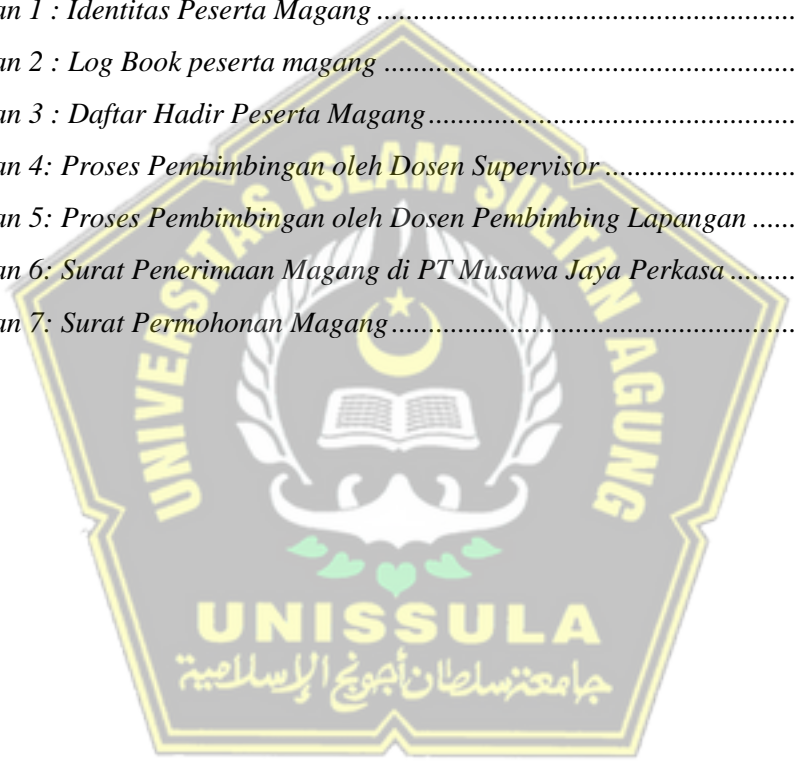 an 1 : Identitas Peserta Magang ..........................................................
an 2 : Log Book peserta magang .........................................................
an 3 : Daftar Hadir Peserta Magang ...................................................
an 4: Proses Pembimbingan oleh Dosen Supervisor ..........................
an 5: Proses Pembimbingan oleh Dosen Pembimbing Lapangan ......
an 6: Surat Penerimaan Magang di PT Musawa Jaya Perkasa .........
an 7: Surat Permohonan Magang ........................................................
UNIVERSITAS ISLAM SULTAN AGUNG
UNISSULA
جامعة سلطان أجونج الإسلامية